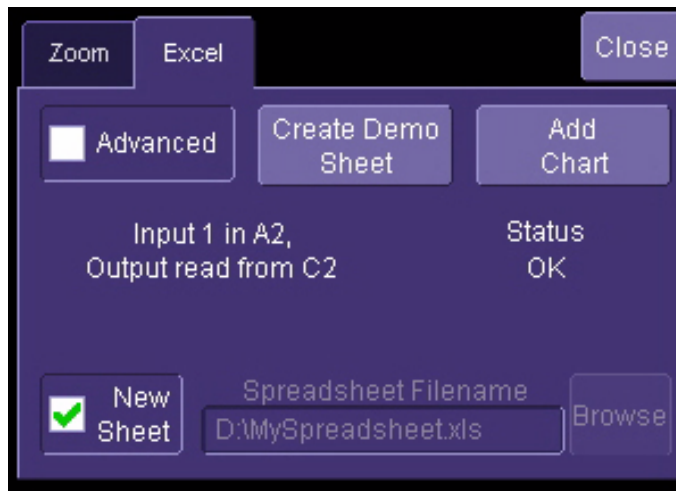 Zoom
Excel
Close
Advanced
Create Demo
Sheet
Add
Chart
Input 1 in A2,
Output read from C2
Status
OK
New
Sheet
Spreadsheet Filename
D:\MySpreadsheet.xls
Browse